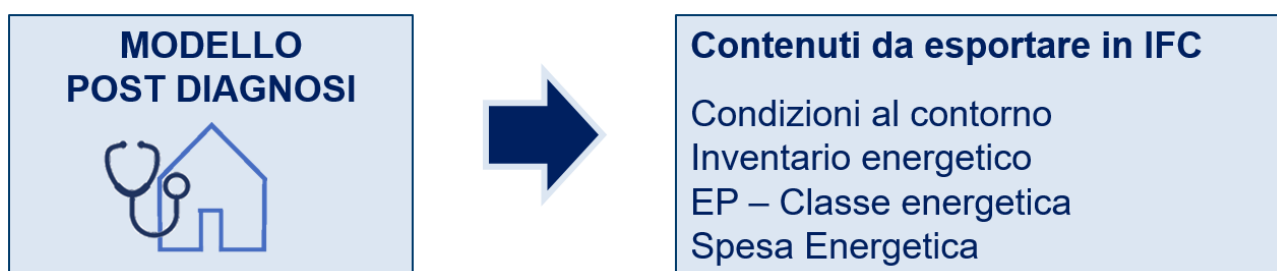 MODELLO
POST DIAGNOSI
Contenuti da esportare in IFC
Condizioni al contorno
Inventario energetico
EP – Classe energetica
Spesa Energetica